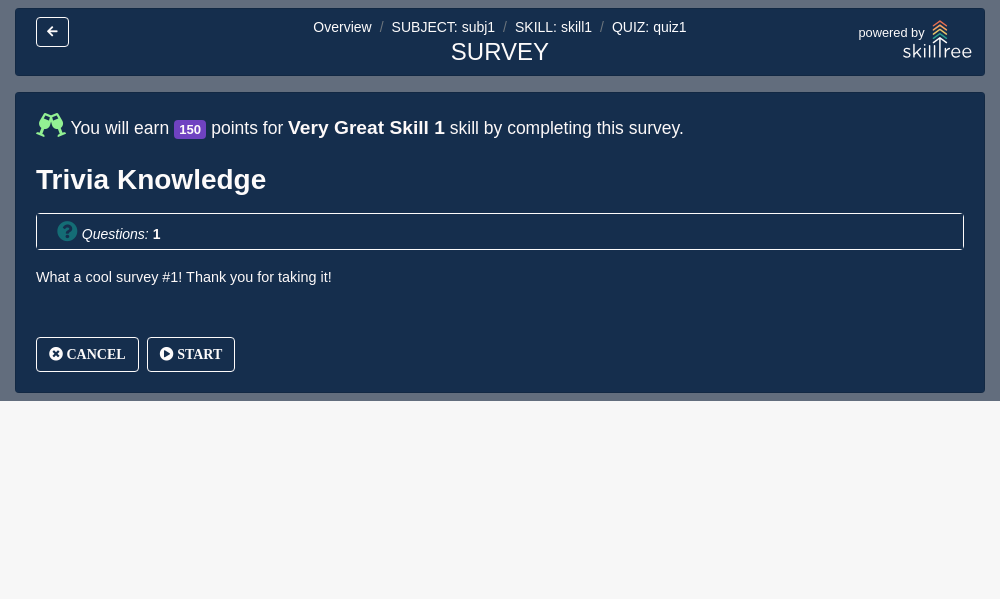 Overview / SUBJECT: subj1 / SKILL: skill1 / QUIZ: quiz1
SURVEY
powered by
skilltree
You will earn 150 points for Very Great Skill 1 skill by completing this survey.
Trivia Knowledge
Questions: 1
What a cool survey #1! Thank you for taking it!
CANCEL START